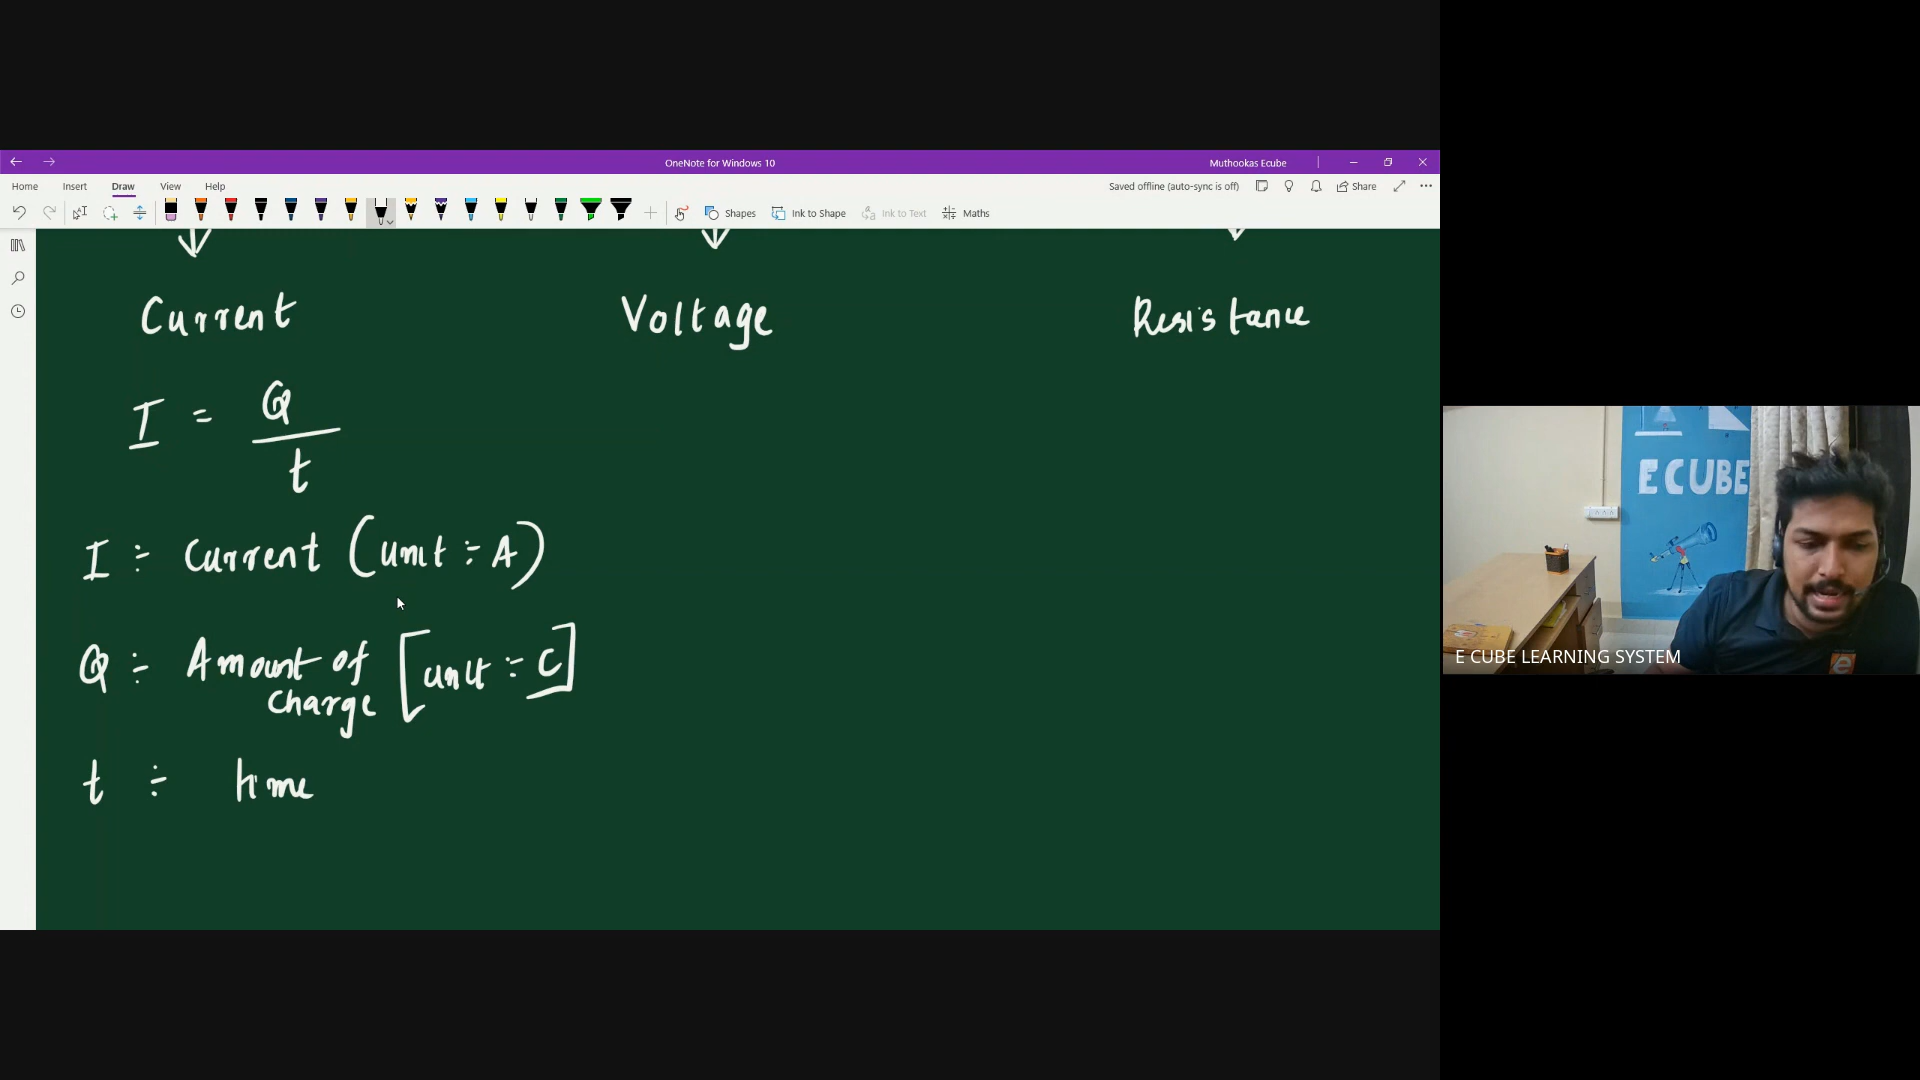 OneNote for Windows 10
Muthookas Ecube
Home Insert Draw View Help
Saved offline (auto-sync is off)
Share
Shapes Ink to Shape Ink to Text Maths
Current Voltage Resistance
I = Q
t
I ÷ Current (unit ÷ A)
Q ÷ Amount of [unit ÷ C]
charge
t ÷ time
E CUBE
E CUBE LEARNING SYSTEM